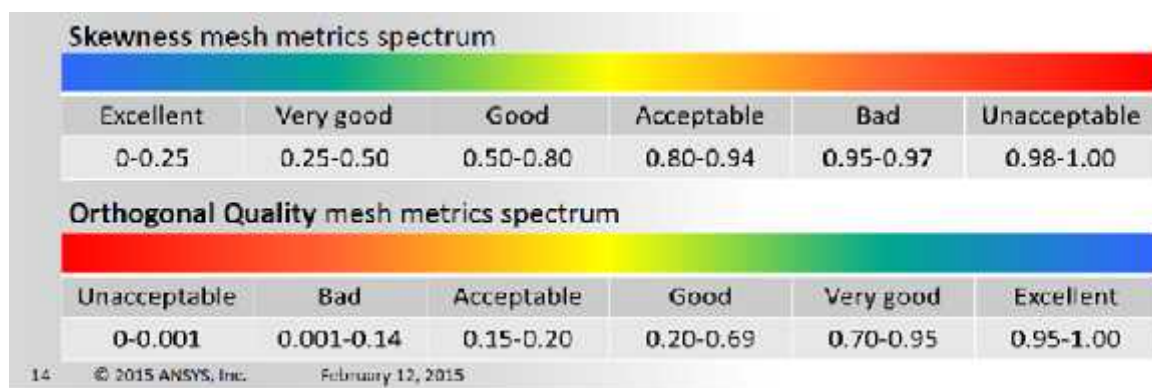 Skewness mesh metrics spectrum
Excellent Very good Good Acceptable Bad Unacceptable
0-0.25 0.25-0.50 0.50-0.80 0.80-0.94 0.95-0.97 0.98-1.00
Orthogonal Quality mesh metrics spectrum
Unacceptable Bad Acceptable Good Very good Excellent
0-0.001 0.001-0.14 0.15-0.20 0.20-0.69 0.70-0.95 0.95-1.00
14 © 2015 ANSYS, Inc. February 12, 2015